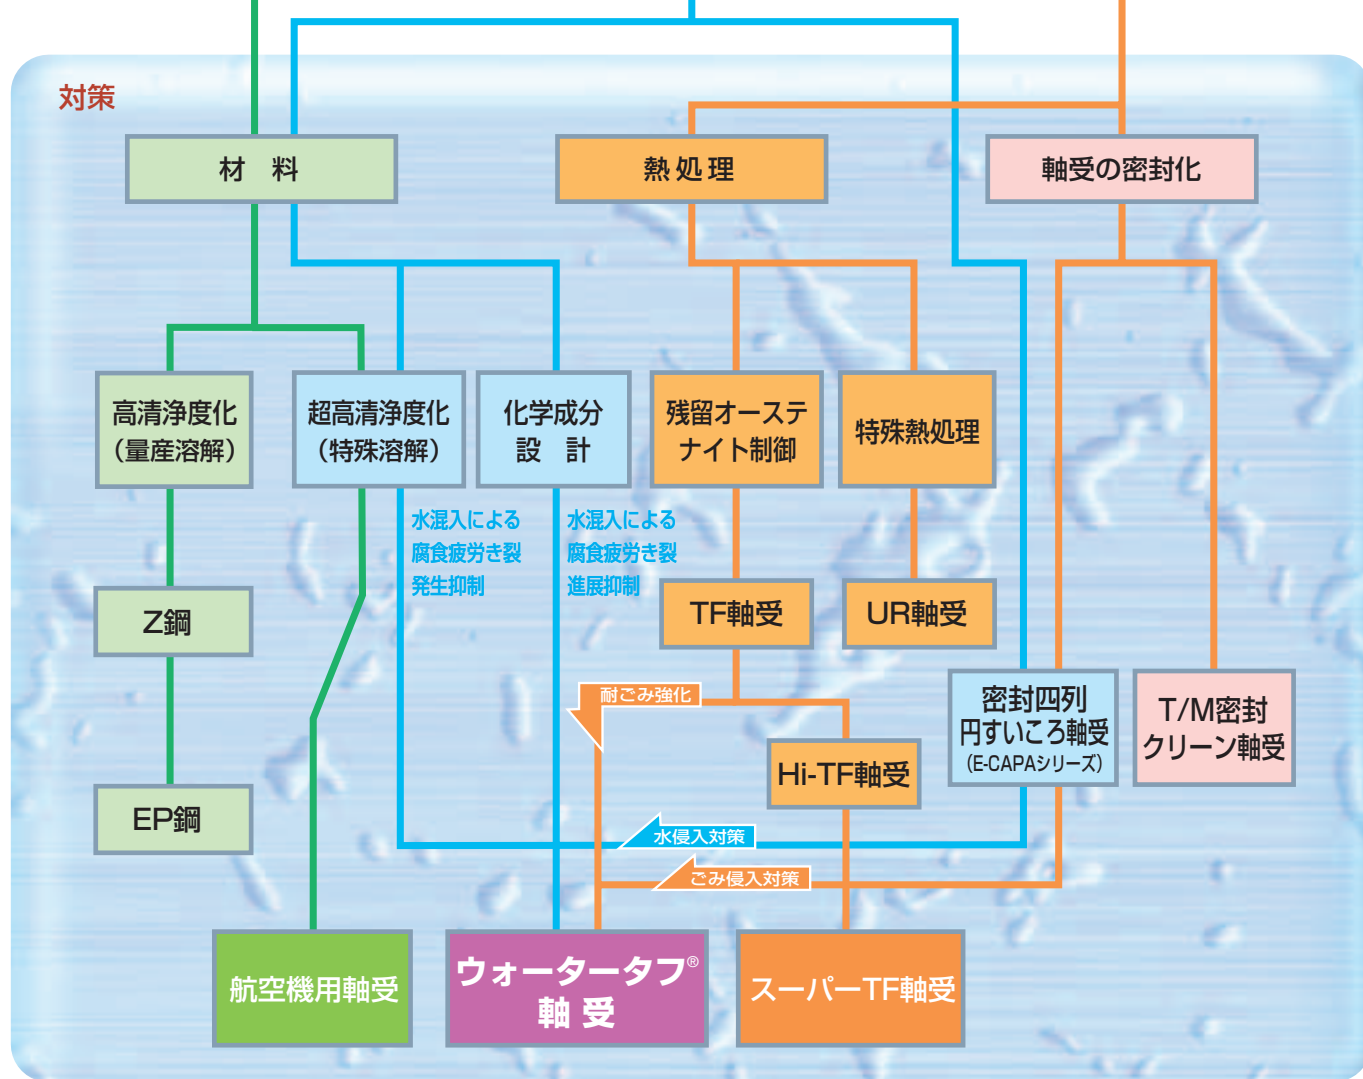 対策
材　料
熱処理
軸受の密封化
高清浄度化
（量産溶解）
超高清浄度化
（特殊溶解）
化学成分
設　計
残留オーステ
ナイト制御
特殊熱処理
水混入による
腐食疲労き裂
発生抑制
水混入による
腐食疲労き裂
進展抑制
Z鋼
TF軸受
UR軸受
耐ごみ強化
密封四列
円すいころ軸受
（E-CAPAシリーズ）
T/M密封
クリーン軸受
Hi-TF軸受
EP鋼
水侵入対策
ごみ侵入対策
航空機用軸受
ウォータータフ®
軸 受
スーパーTF軸受